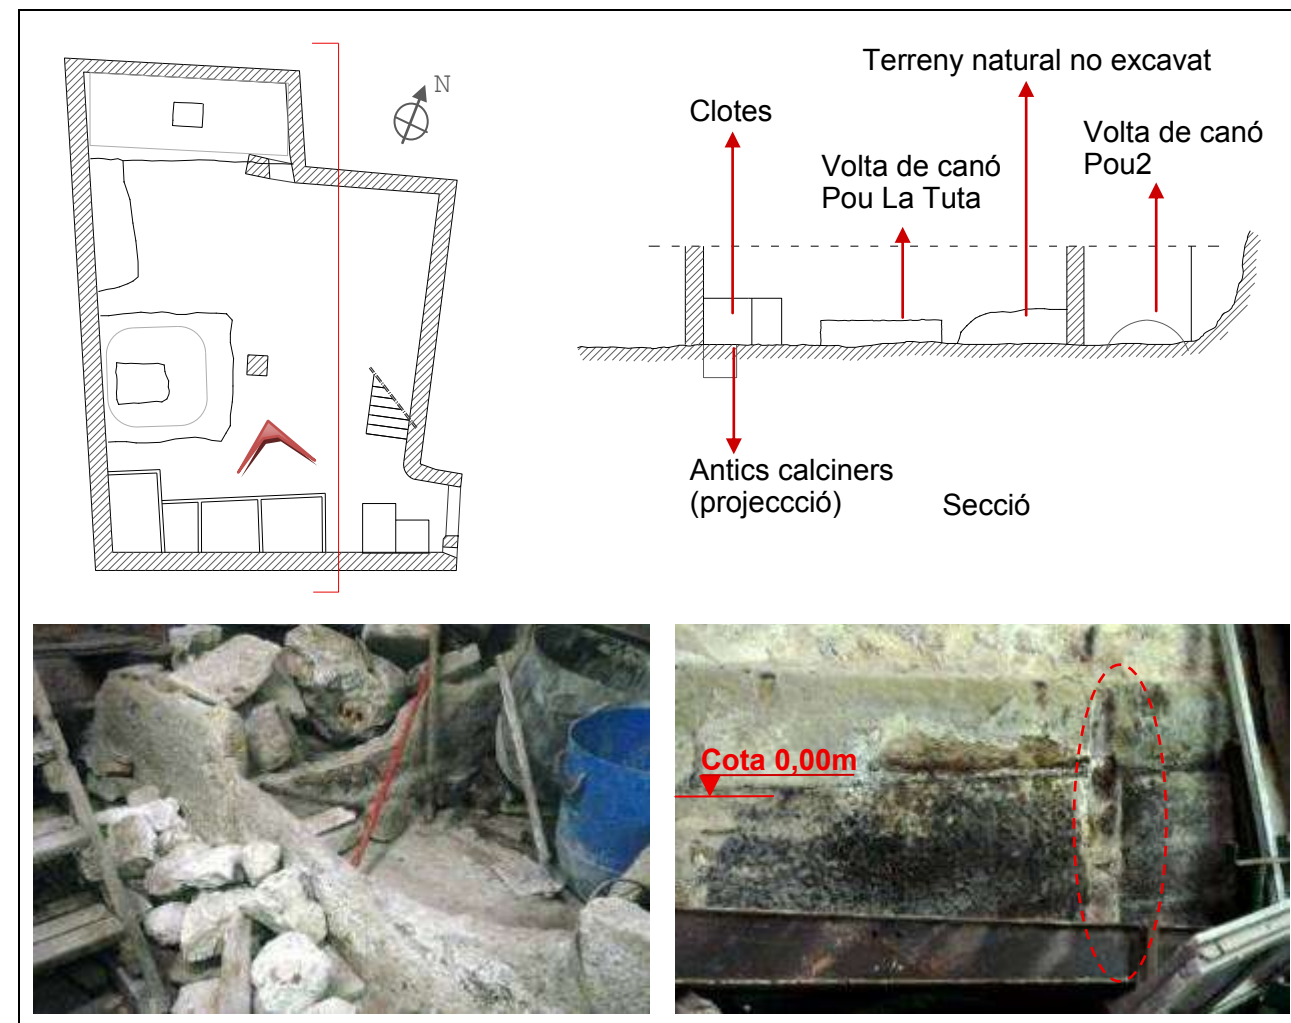 N
Terreny natural no excavat
Clotes
Volta de canó
Pou2
Volta de canó
Pou La Tuta
Antics calciners
(projeccció)
Secció
Cota 0,00m